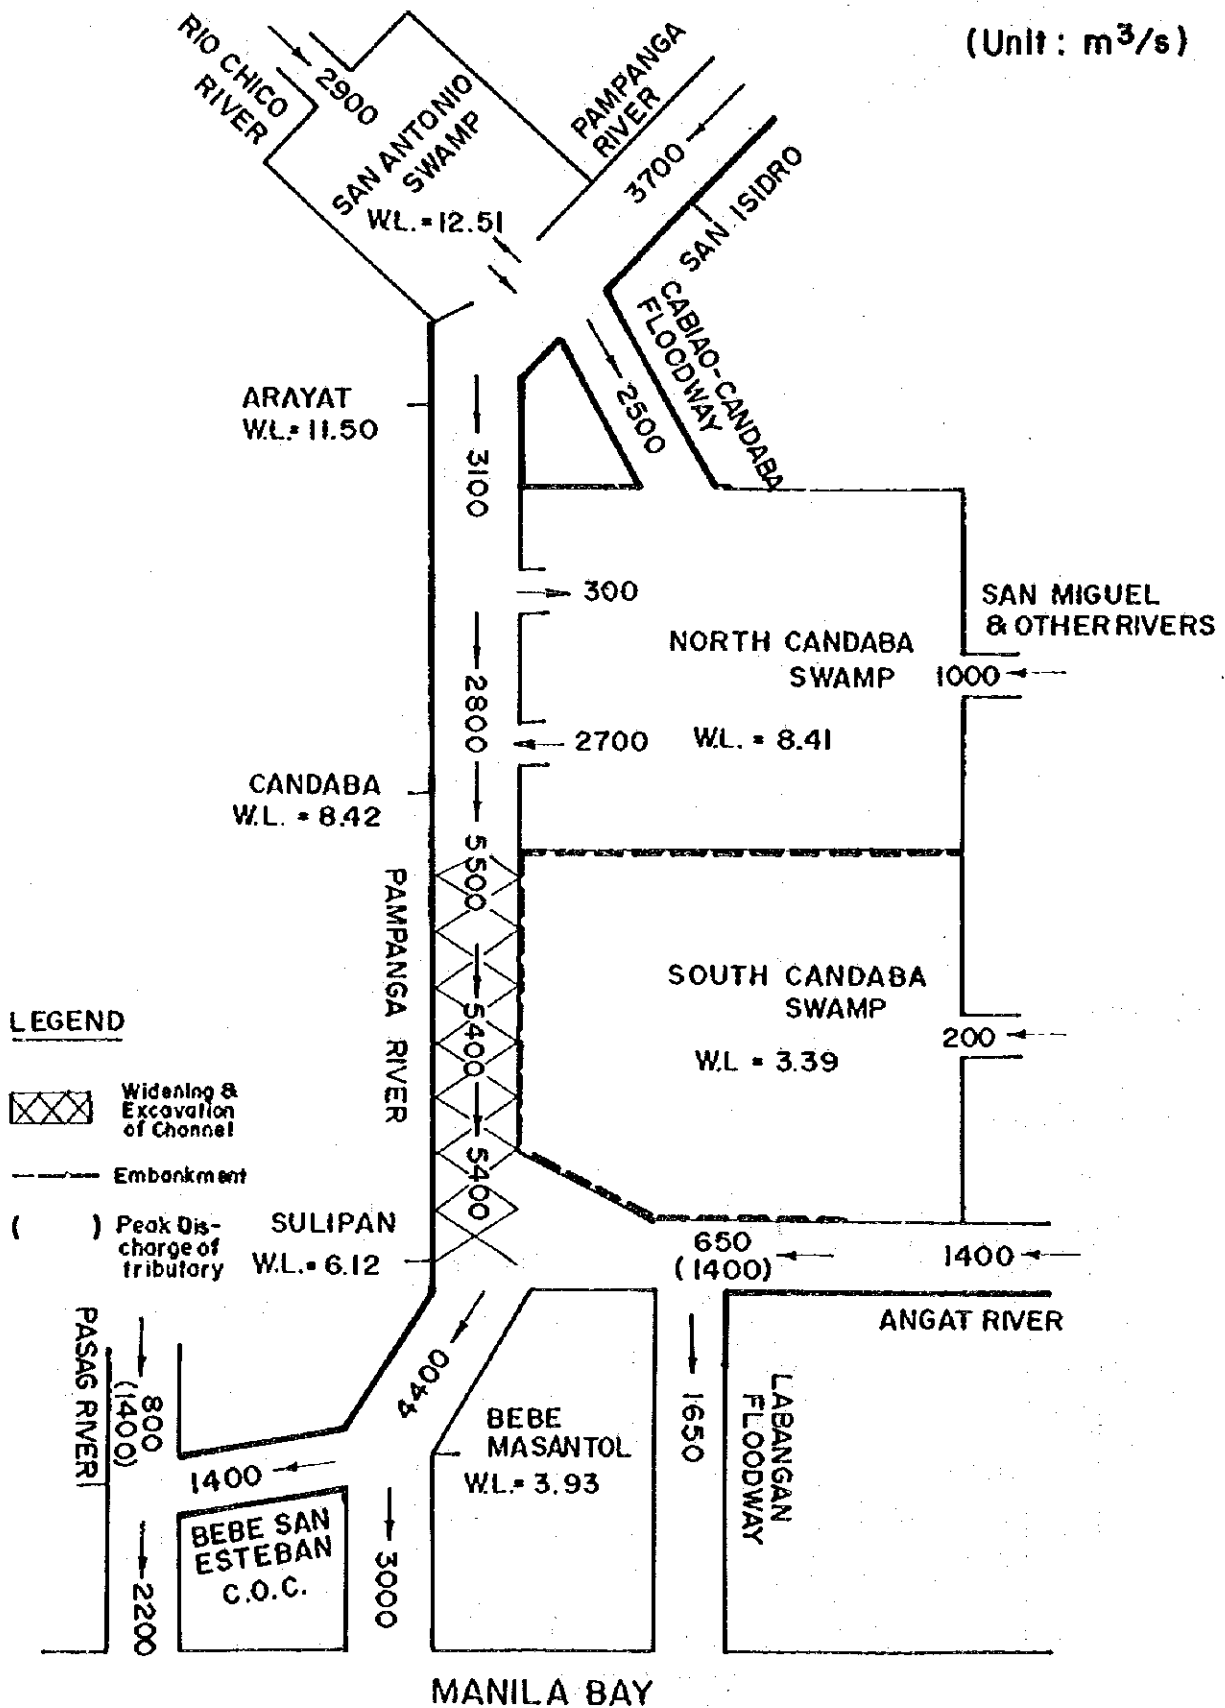 (Unit : m³/s)
RIO CHICO
RIVER
2900
SAN ANTONIO
SWAMP
W.L. = 12.51
PAMPANGA
RIVER
3700
SAN ISIDRO
CABIAO-CANDABA
FLOODWAY
2500
ARAYAT
W.L.= 11.50
3100
300
SAN MIGUEL
& OTHER RIVERS
NORTH CANDABA
SWAMP
1000
2800
2700
W.L. = 8.41
CANDABA
W.L. = 8.42
5500
PAMPANGA RIVER
SOUTH CANDABA
SWAMP
W.L = 3.39
200
5400
5400
LEGEND
Widening &
Excavation
of Channel
Embankment
( ) Peak Dis-
charge of
tributary
SULIPAN
W.L.= 6.12
650
(1400)
1400
ANGAT RIVER
PASAG RIVER
800
(1400)
4400
1650
LABANGAN
FLOODWAY
BEBE
MASANTOL
W.L.= 3.93
1400
BEBE SAN
ESTEBAN
C.O.C.
2200
3000
MANILA BAY